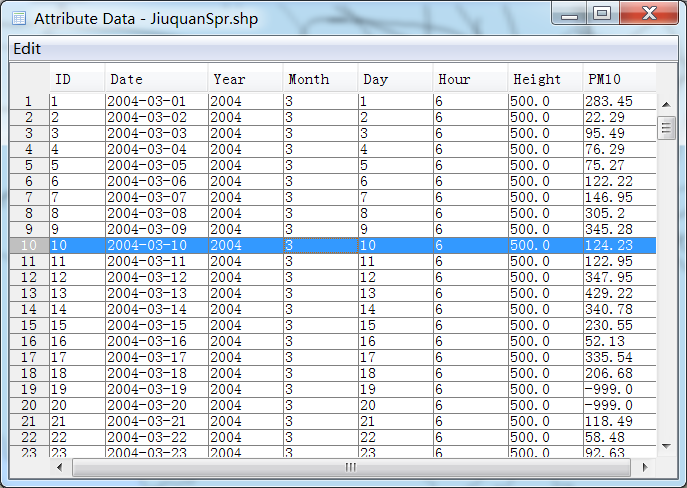 Attribute Data - JiuquanSpr.shp
Edit
ID Date Year Month Day Hour Height PM10
1 1 2004-03-01 2004 3 1 6 500.0 283.45
2 2 2004-03-02 2004 3 2 6 500.0 22.29
3 3 2004-03-03 2004 3 3 6 500.0 95.49
4 4 2004-03-04 2004 3 4 6 500.0 76.29
5 5 2004-03-05 2004 3 5 6 500.0 75.27
6 6 2004-03-06 2004 3 6 6 500.0 122.22
7 7 2004-03-07 2004 3 7 6 500.0 146.95
8 8 2004-03-08 2004 3 8 6 500.0 305.2
9 9 2004-03-09 2004 3 9 6 500.0 345.28
10 10 2004-03-10 2004 3 10 6 500.0 124.23
11 11 2004-03-11 2004 3 11 6 500.0 122.95
12 12 2004-03-12 2004 3 12 6 500.0 347.95
13 13 2004-03-13 2004 3 13 6 500.0 429.22
14 14 2004-03-14 2004 3 14 6 500.0 340.78
15 15 2004-03-15 2004 3 15 6 500.0 230.55
16 16 2004-03-16 2004 3 16 6 500.0 52.13
17 17 2004-03-17 2004 3 17 6 500.0 335.54
18 18 2004-03-18 2004 3 18 6 500.0 206.68
19 19 2004-03-19 2004 3 19 6 500.0 -999.0
20 20 2004-03-20 2004 3 20 6 500.0 -999.0
21 21 2004-03-21 2004 3 21 6 500.0 118.49
22 22 2004-03-22 2004 3 22 6 500.0 58.48
23 23 2004-03-23 2004 3 23 6 500.0 92.63